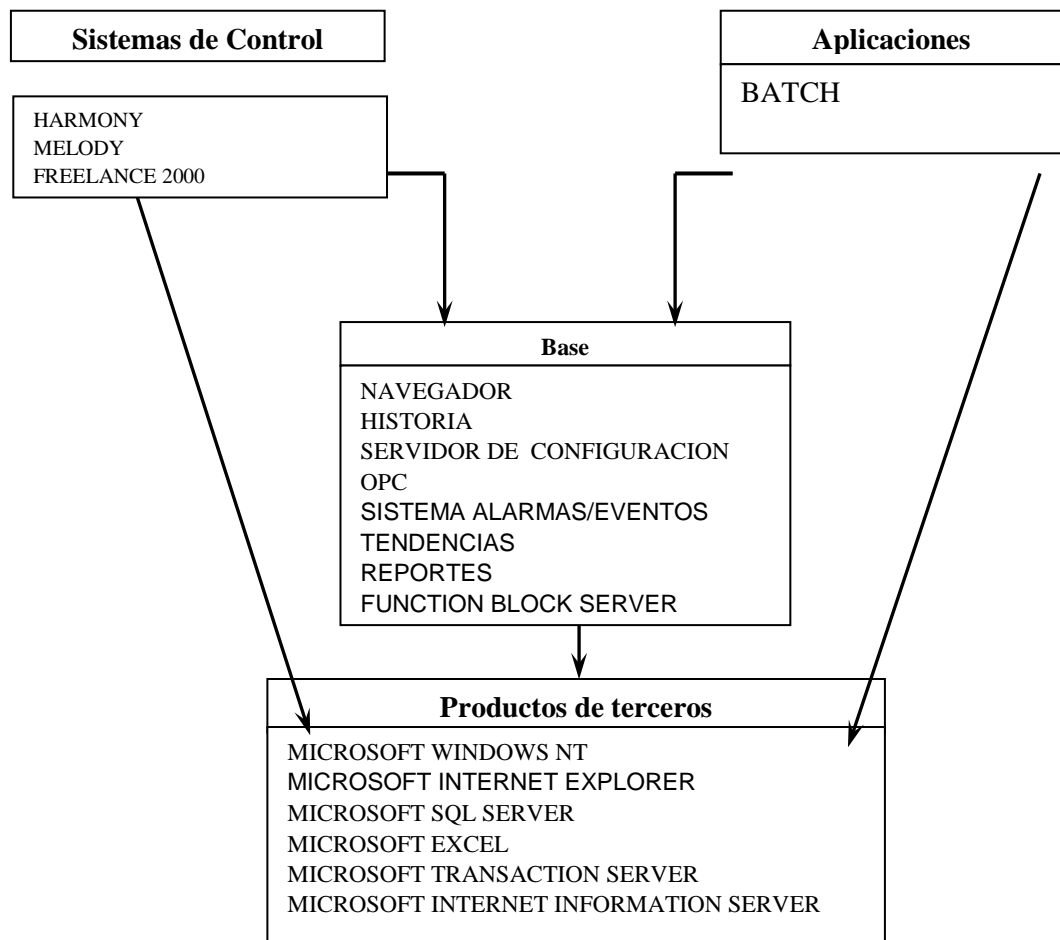 Sistemas de Control
HARMONY
MELODY
FREELANCE 2000
Aplicaciones
BATCH
Base
NAVEGADOR
HISTORIA
SERVIDOR DE CONFIGURACION
OPC
SISTEMA ALARMAS/EVENTOS
TENDENCIAS
REPORTES
FUNCTION BLOCK SERVER
Productos de terceros
MICROSOFT WINDOWS NT
MICROSOFT INTERNET EXPLORER
MICROSOFT SQL SERVER
MICROSOFT EXCEL
MICROSOFT TRANSACTION SERVER
MICROSOFT INTERNET INFORMATION SERVER